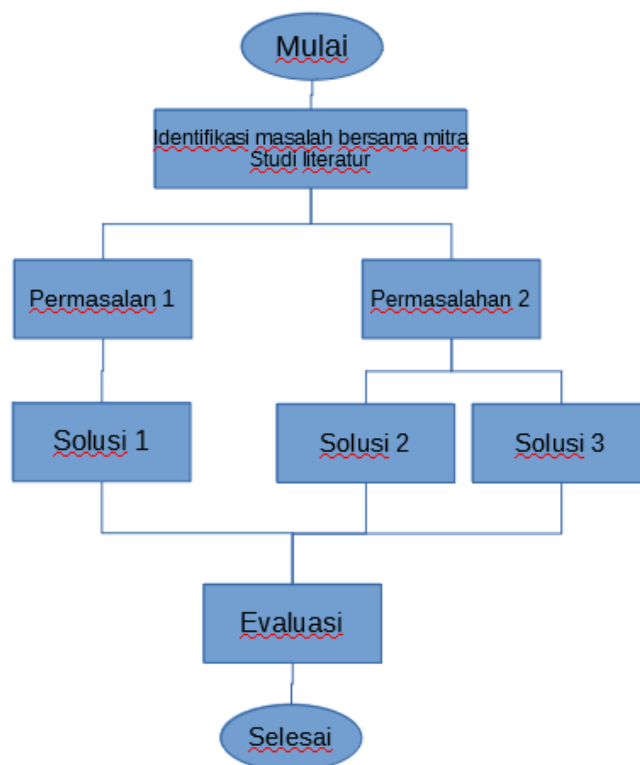 Mulai
Identifikasi masalah bersama mitra
Studi literatur
Permasalan 1
Permasalahan 2
Solusi 1
Solusi 2
Solusi 3
Evaluasi
Selesai